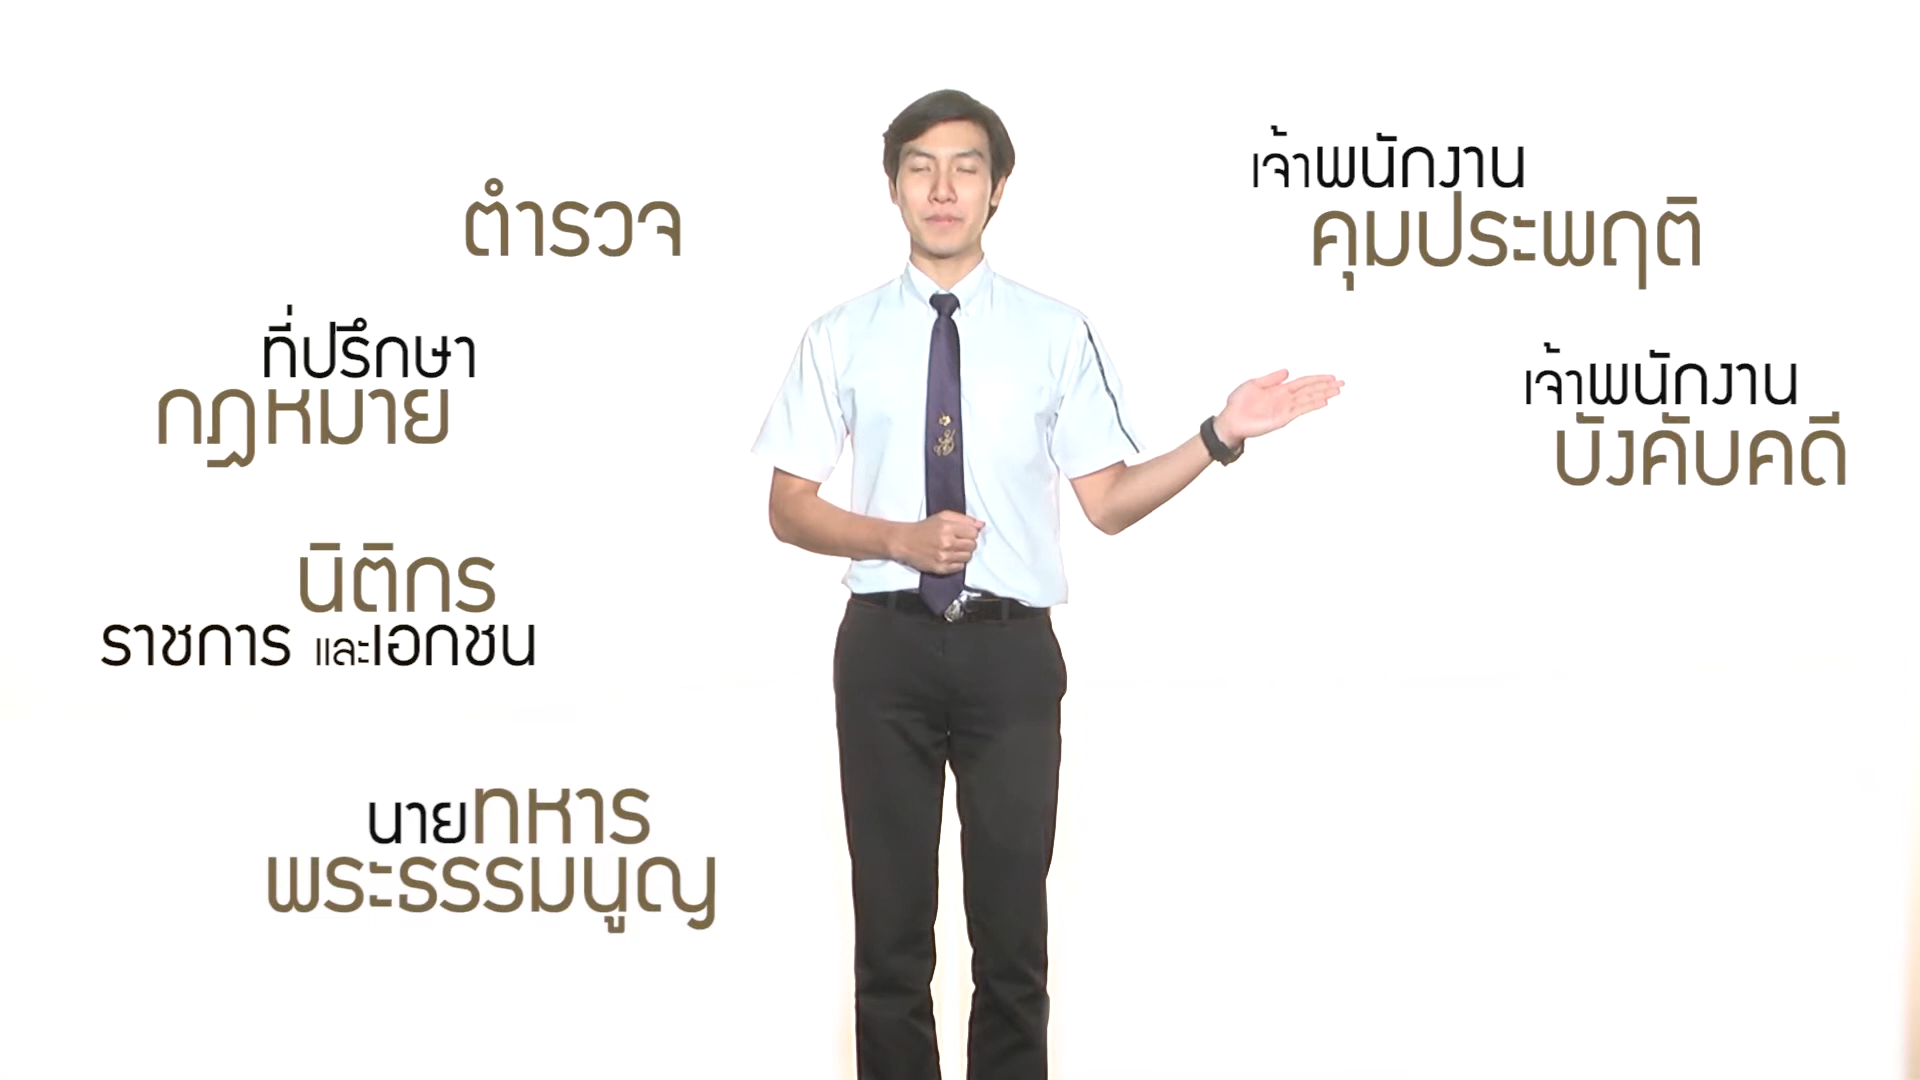 ตำรวจ
ที่ปรึกษา
กฎหมาย
นิติกร
ราชการ และเอกชน
นายทหาร
พระธรรมนูญ
เจ้าพนักงาน
คุมประพฤติ
เจ้าพนักงาน
บังคับคดี